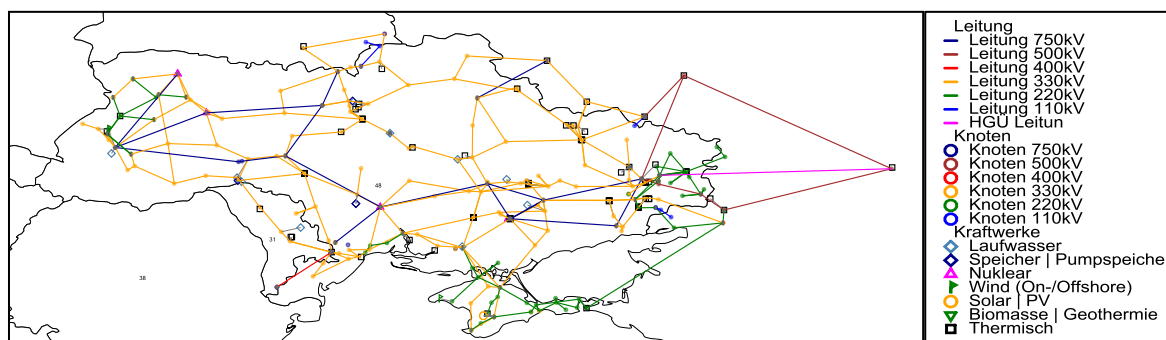 48
31
38
Leitung
Leitung 750kV
Leitung 500kV
Leitung 400kV
Leitung 330kV
Leitung 220kV
Leitung 110kV
HGÜ Leitun
Knoten
Knoten 750kV
Knoten 500kV
Knoten 400kV
Knoten 330kV
Knoten 220kV
Knoten 110kV
Kraftwerke
Laufwasser
Speicher | Pumpspeiche
Nuklear
Wind (On-/Offshore)
Solar | PV
Biomasse | Geothermie
Thermisch